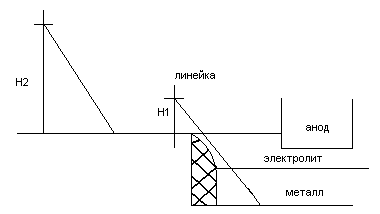 линейка
H2
H1
анод
электролит
металл